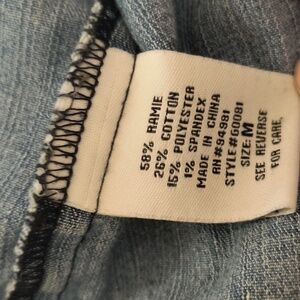 58% RAMIE
26% COTTON
15% POLYESTER
1% SPANDEX
MADE IN CHINA
RN#94981
STYLE#60091
SIZE: M
SEE REVERSE
FOR CARE.